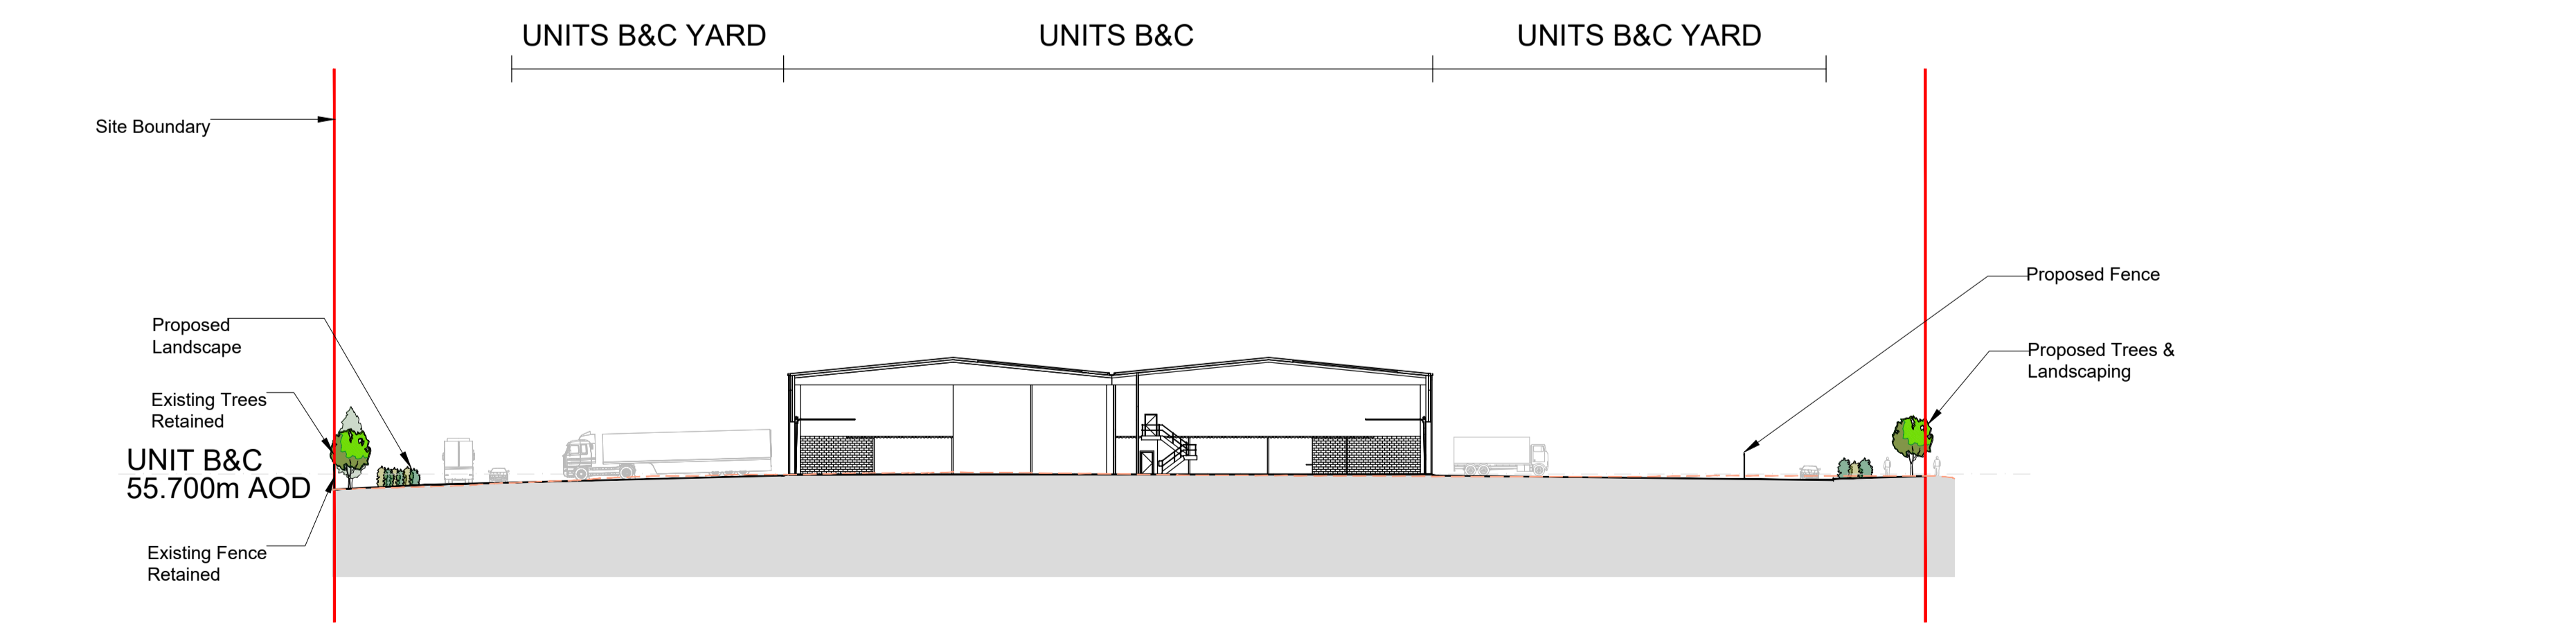 UNITS B&C YARD
UNITS B&C
UNITS B&C YARD
Site Boundary
Proposed Fence
Proposed
Landscape
Proposed Trees &
Landscaping
Existing Trees
Retained
UNIT B&C
55.700m AOD
Existing Fence
Retained